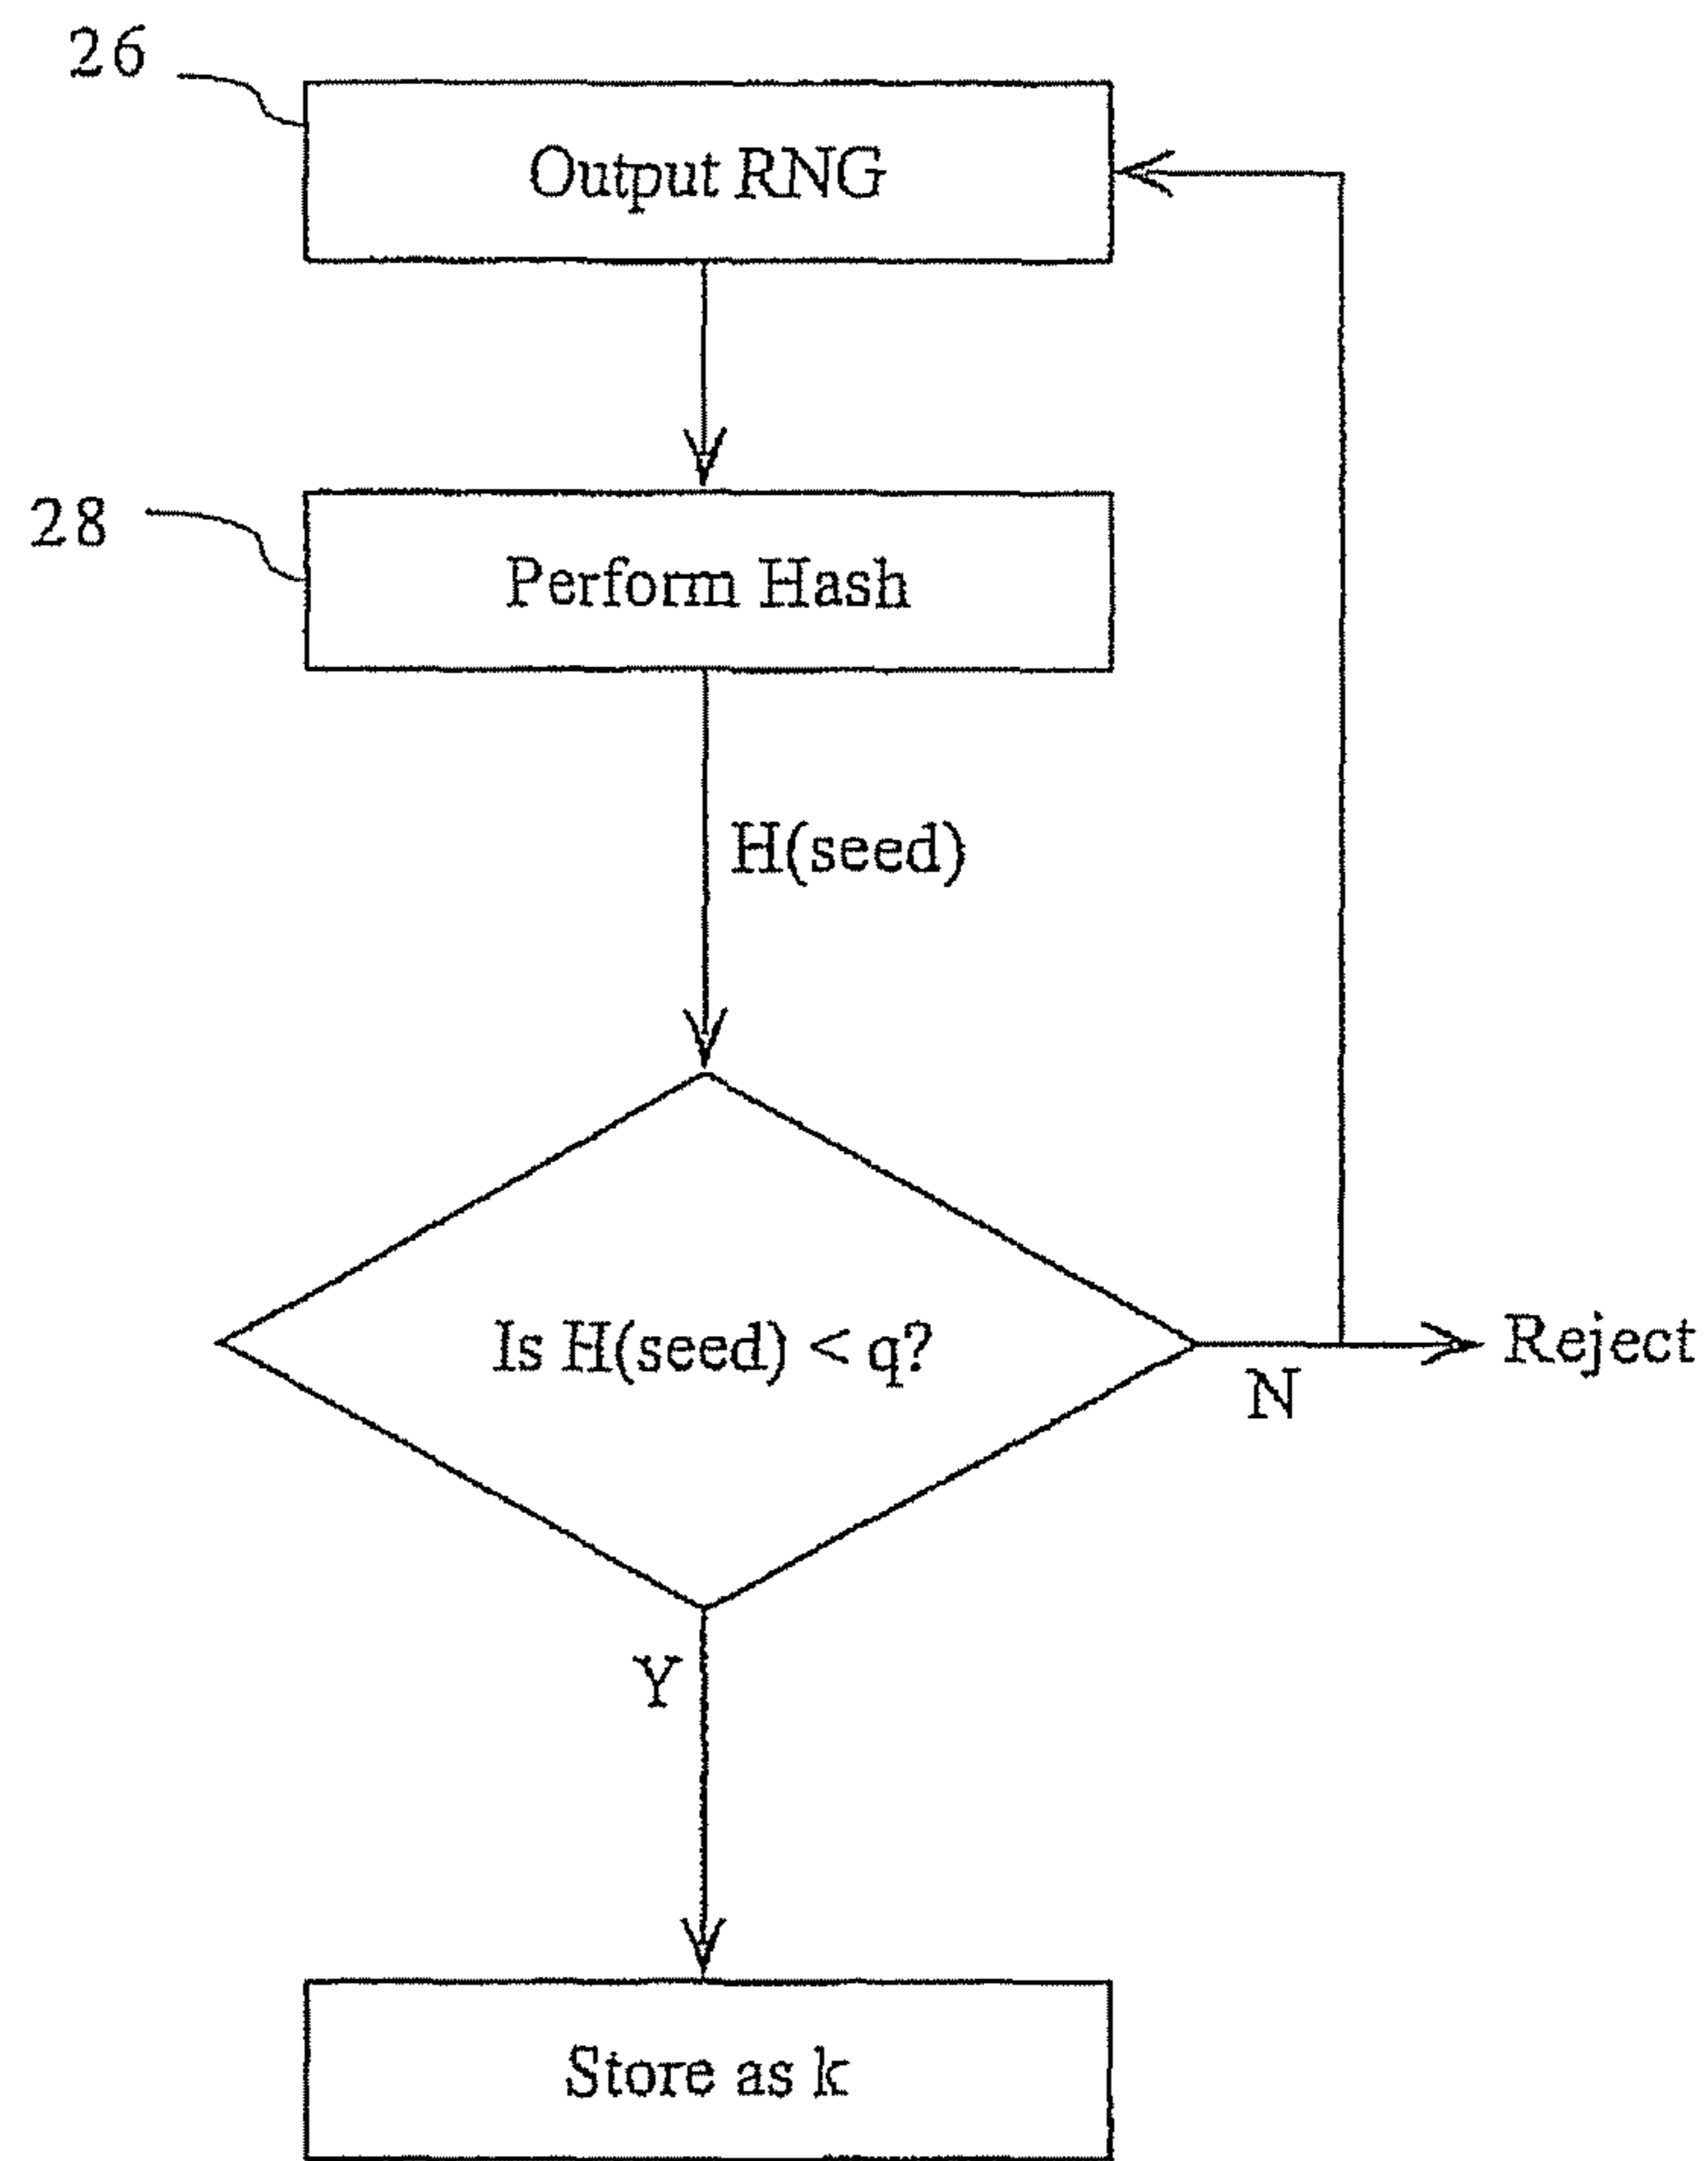 26
Output RNG
28
Perform Hash
H(seed)
Is H(seed) < q?
N
Reject
Y
Store as k